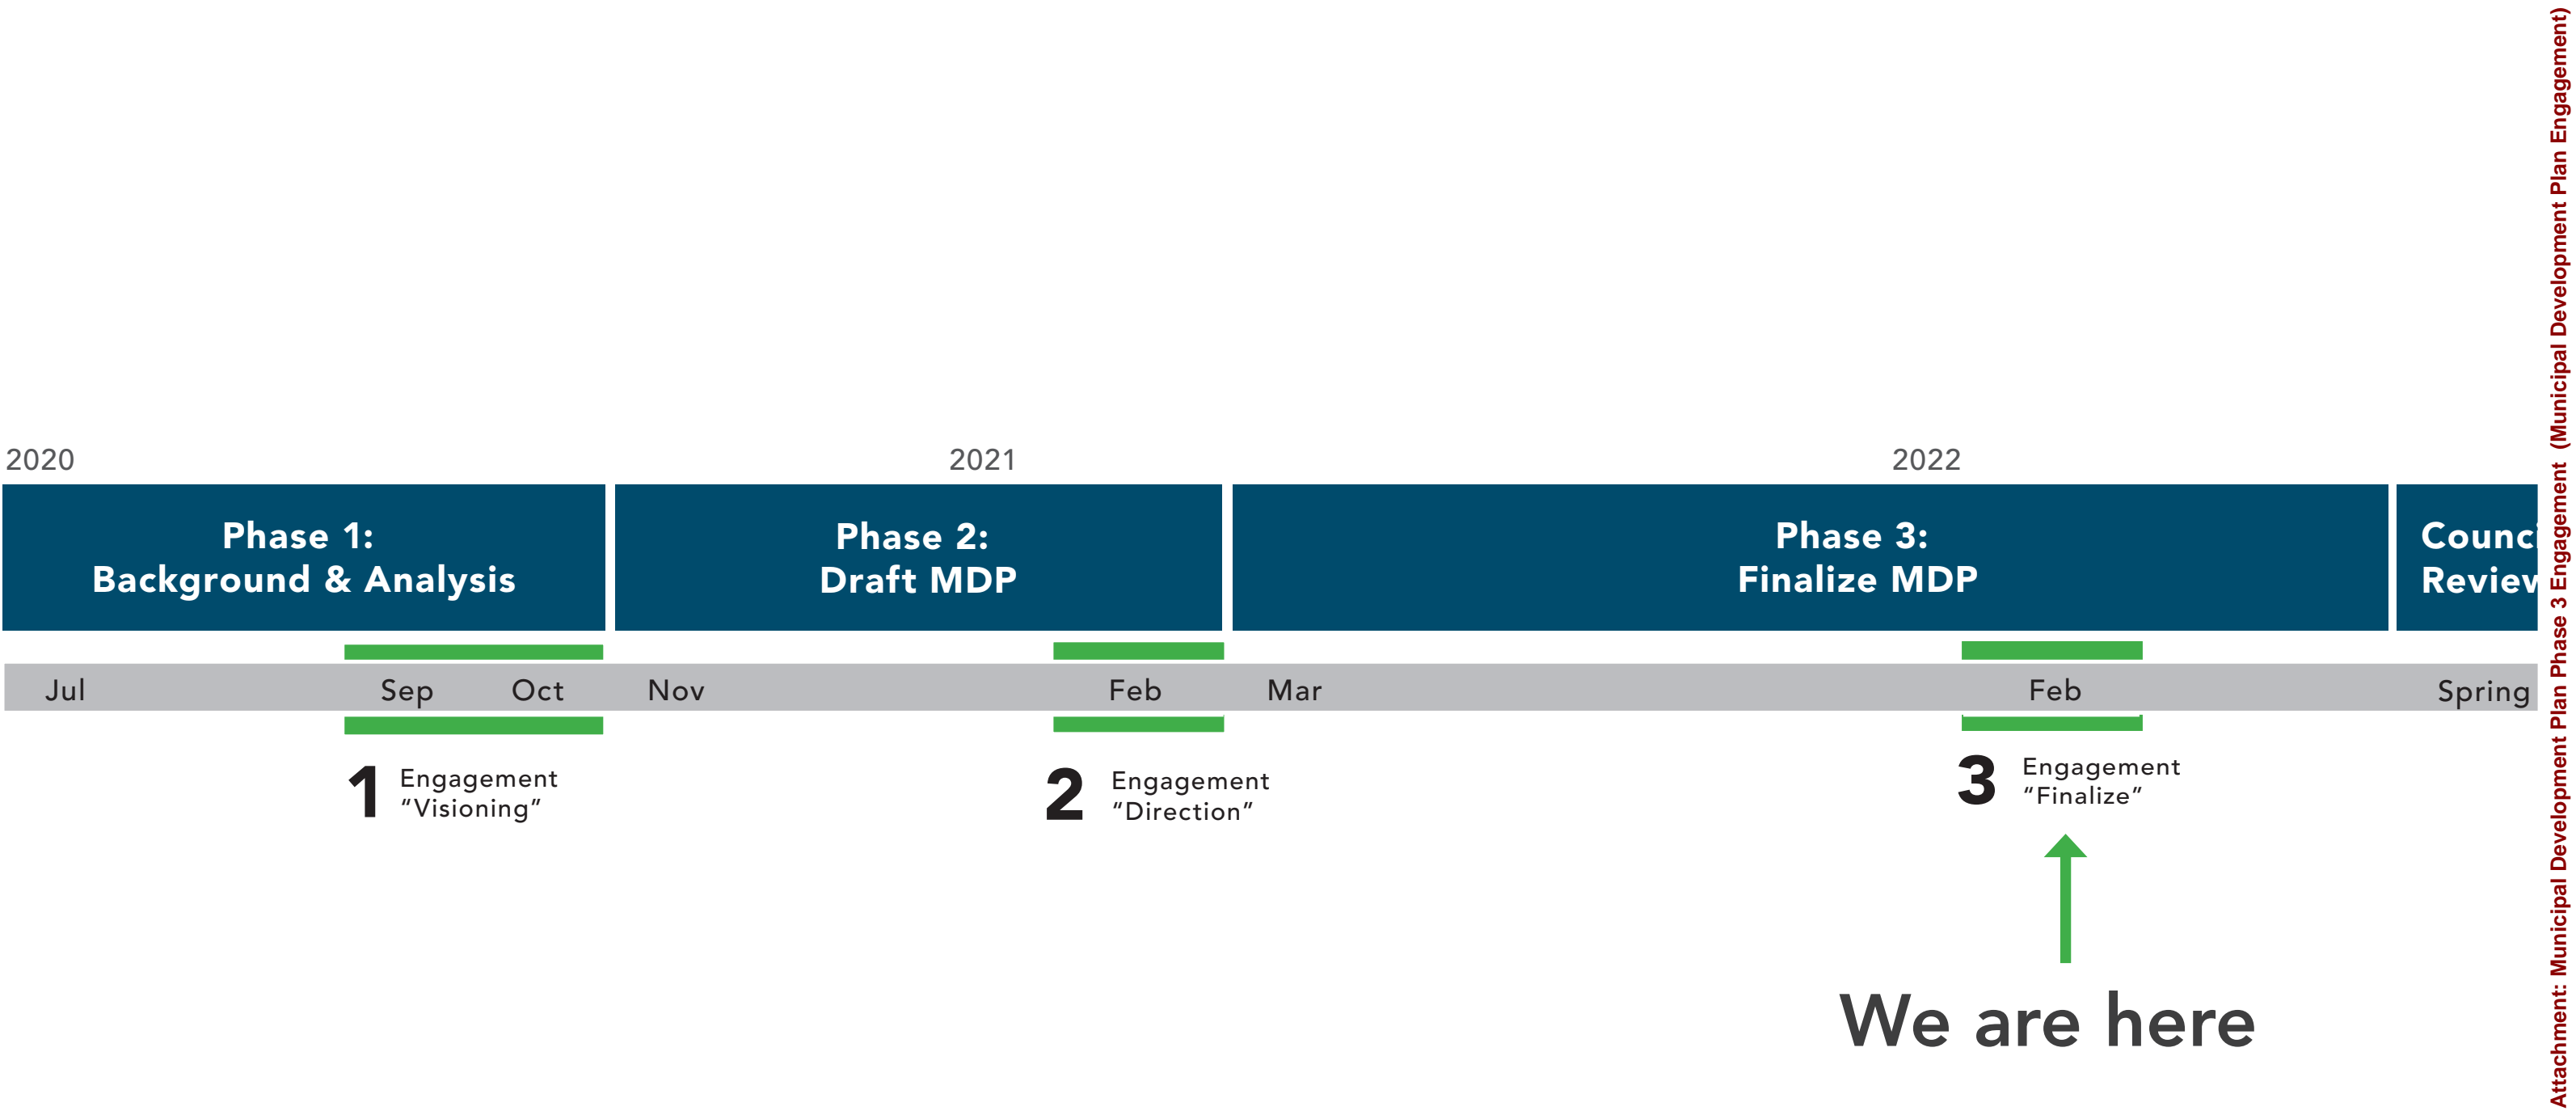 2020
2021
2022
Phase 1:
Background & Analysis
Phase 2:
Draft MDP
Phase 3:
Finalize MDP
Jul
Sep
Oct
Nov
Feb
Mar
Feb
Spring
1
Engagement
“Visioning”
2
Engagement
“Direction”
3
Engagement
“Finalize”
We are here
Attachment: Municipal Development Plan Phase 3 Engagement (Municipal Development Plan Engagement)